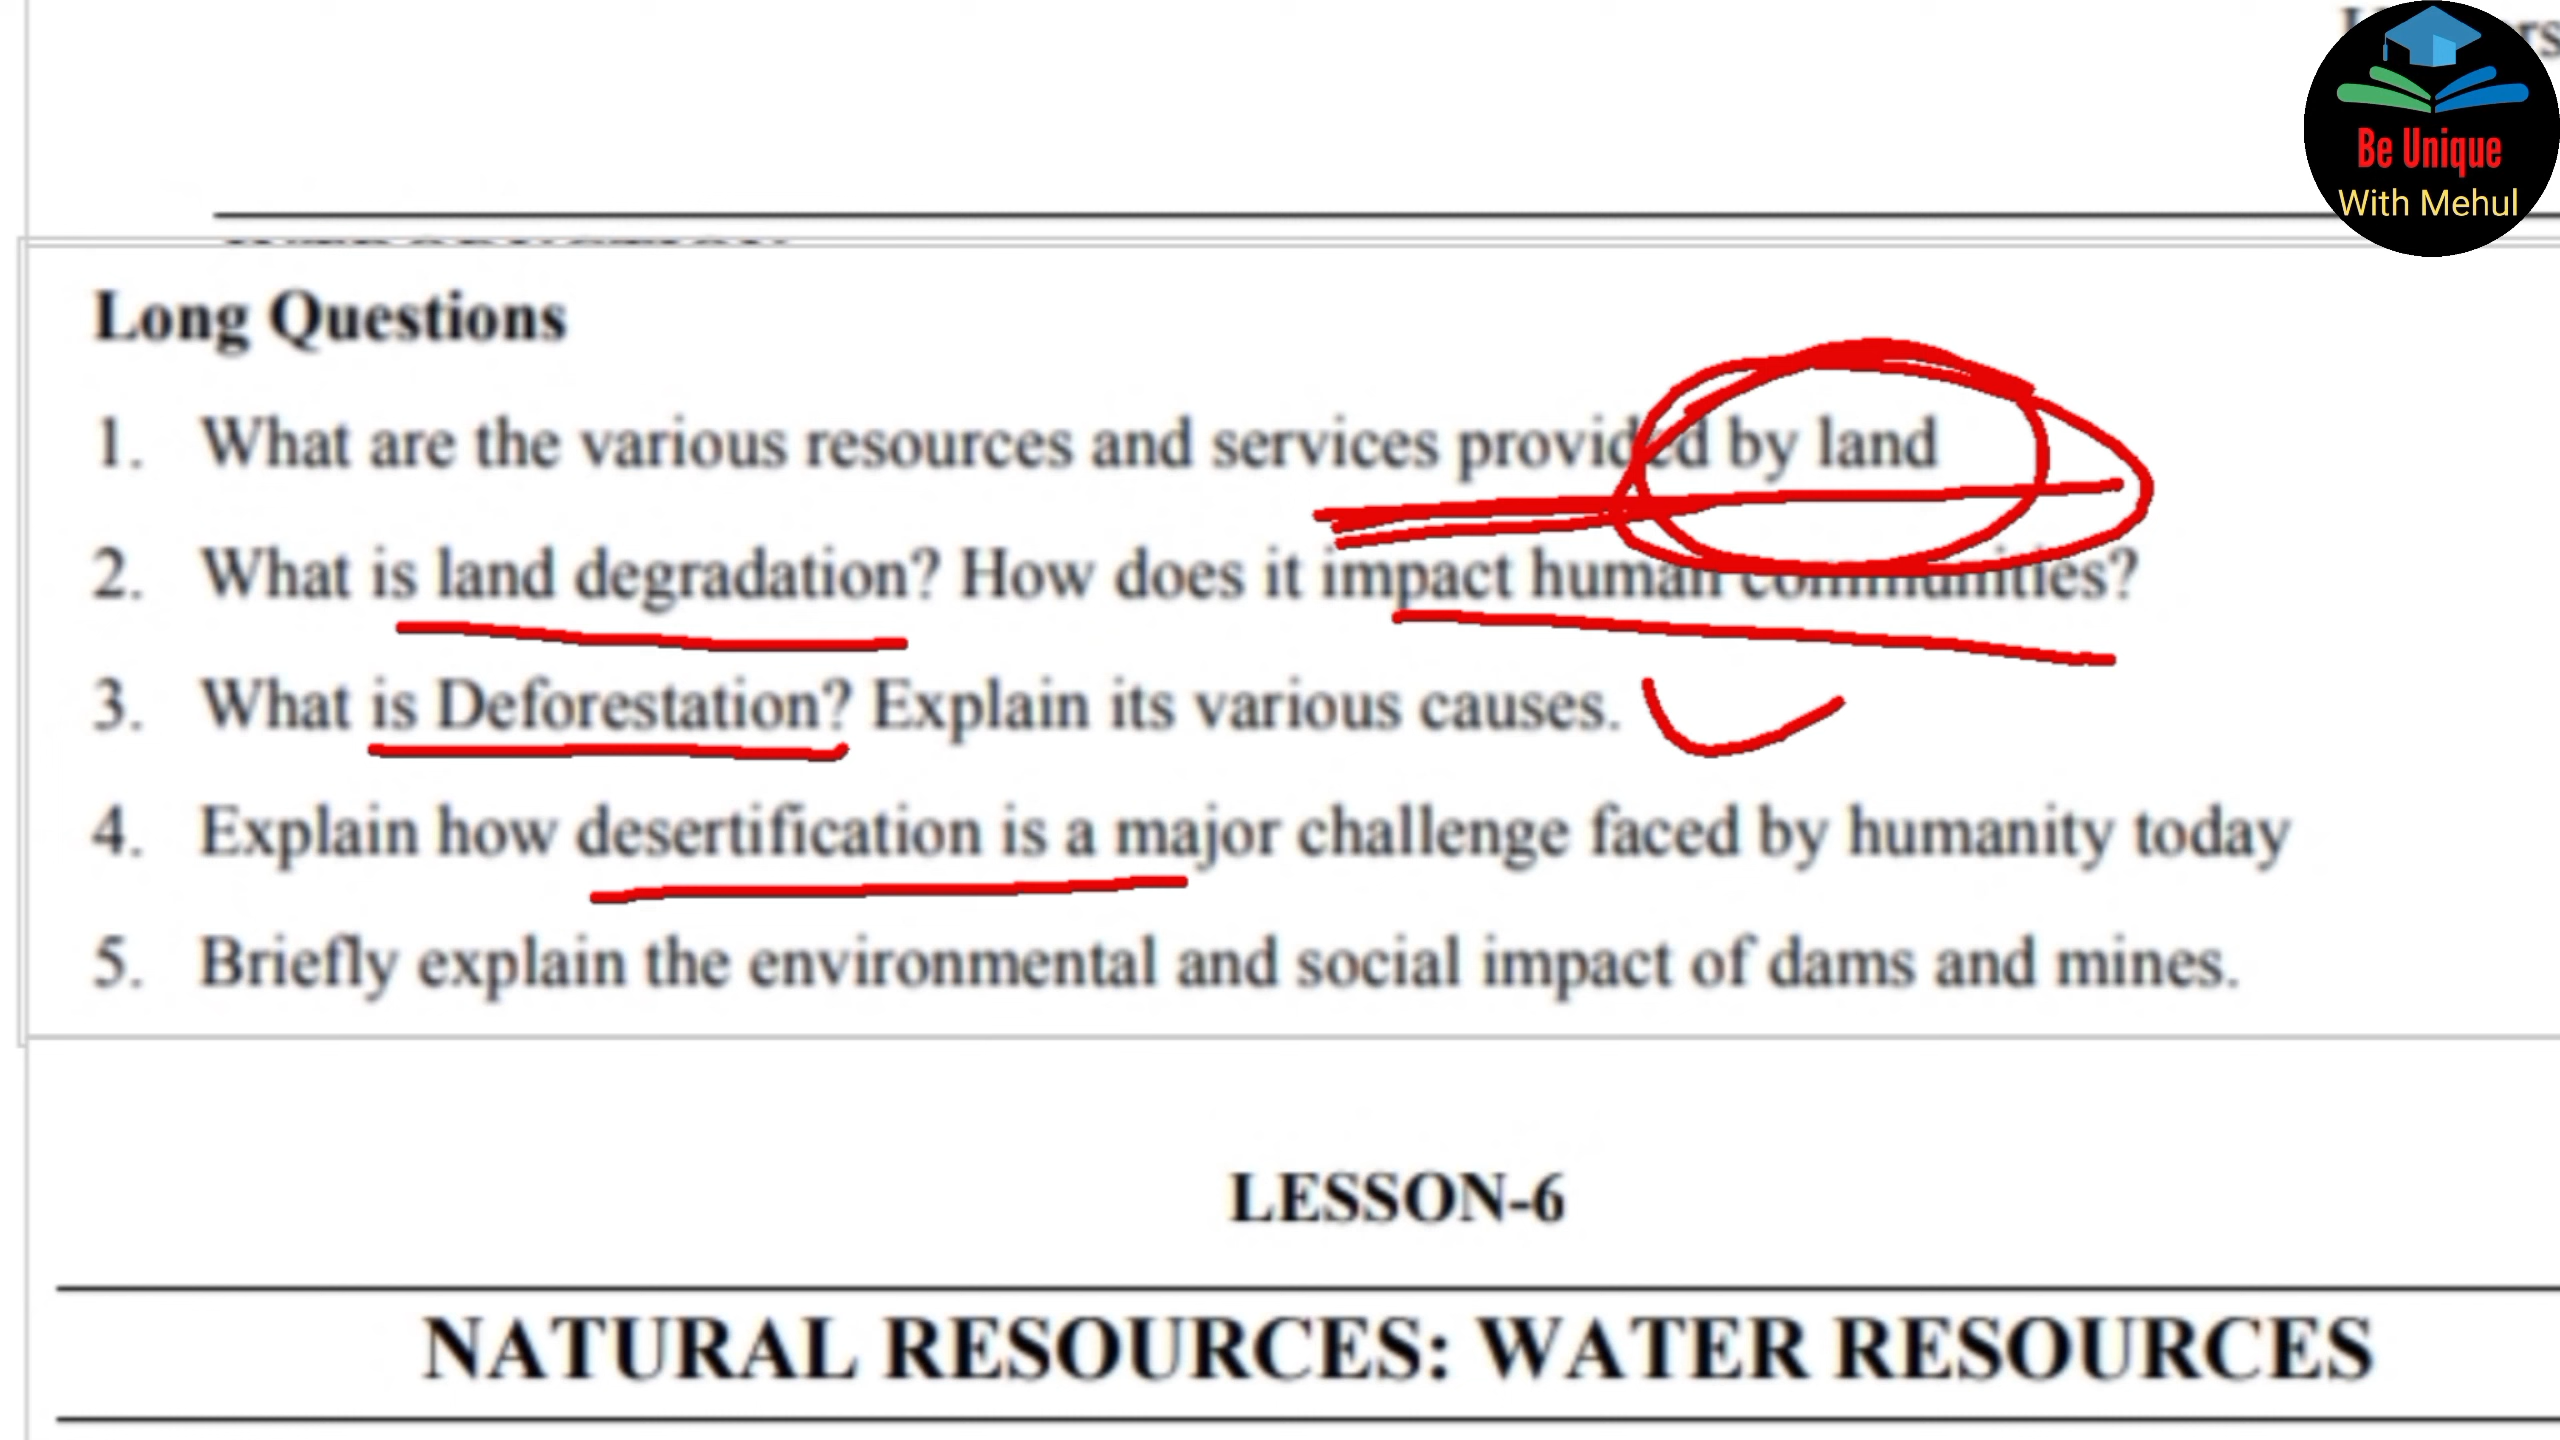 Be Unique
With Mehul
Long Questions
1. What are the various resources and services provided by land
2. What is land degradation? How does it impact human communities?
3. What is Deforestation? Explain its various causes.
4. Explain how desertification is a major challenge faced by humanity today
5. Briefly explain the environmental and social impact of dams and mines.
LESSON-6
NATURAL RESOURCES: WATER RESOURCES